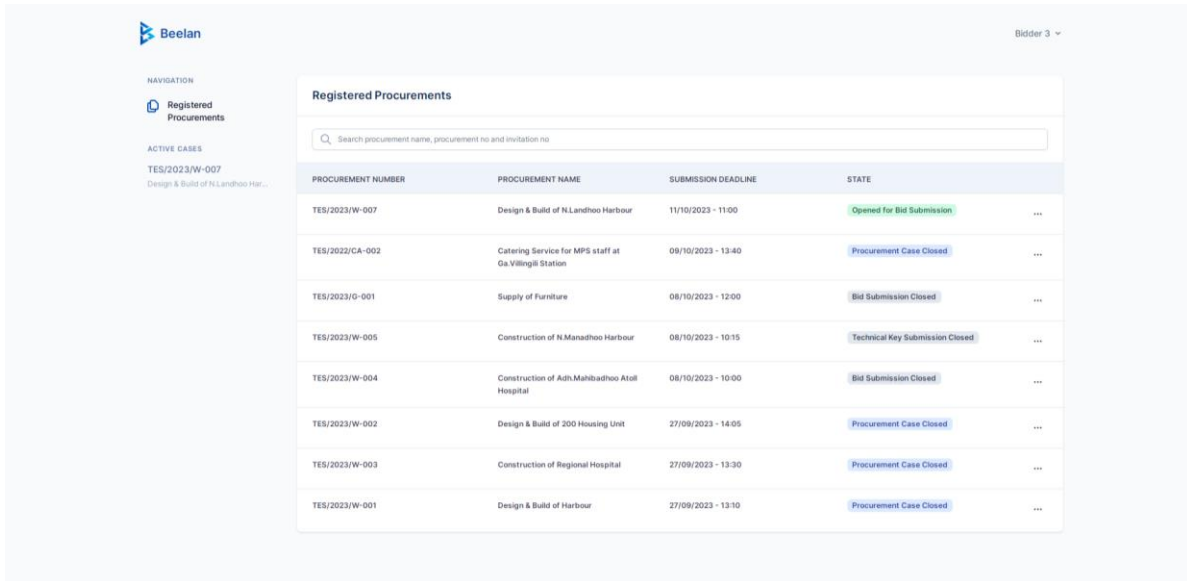 Beelan
Bidder 3
NAVIGATION
Registered
Procurements
ACTIVE CASES
TES/2023/W-007
Design & Build of N.Landhoo Har...
Registered Procurements
Search procurement name, procurement no and invitation no
PROCUREMENT NUMBER PROCUREMENT NAME SUBMISSION DEADLINE STATE
TES/2023/W-007 Design & Build of N.Landhoo Harbour 11/10/2023 - 11:00 Opened for Bid Submission ...
TES/2022/CA-002 Catering Service for MPS staff at 09/10/2023 - 13:40 Procurement Case Closed ...
Ga.Villingili Station
TES/2023/G-001 Supply of Furniture 08/10/2023 - 12:00 Bid Submission Closed ...
TES/2023/W-005 Construction of N.Manadhoo Harbour 08/10/2023 - 10:15 Technical Key Submission Closed ...
TES/2023/W-004 Construction of Adh.Mahibadhoo Atoll 08/10/2023 - 10:00 Bid Submission Closed ...
Hospital
TES/2023/W-002 Design & Build of 200 Housing Unit 27/09/2023 - 14:05 Procurement Case Closed ...
TES/2023/W-003 Construction of Regional Hospital 27/09/2023 - 13:30 Procurement Case Closed ...
TES/2023/W-001 Design & Build of Harbour 27/09/2023 - 13:10 Procurement Case Closed ...